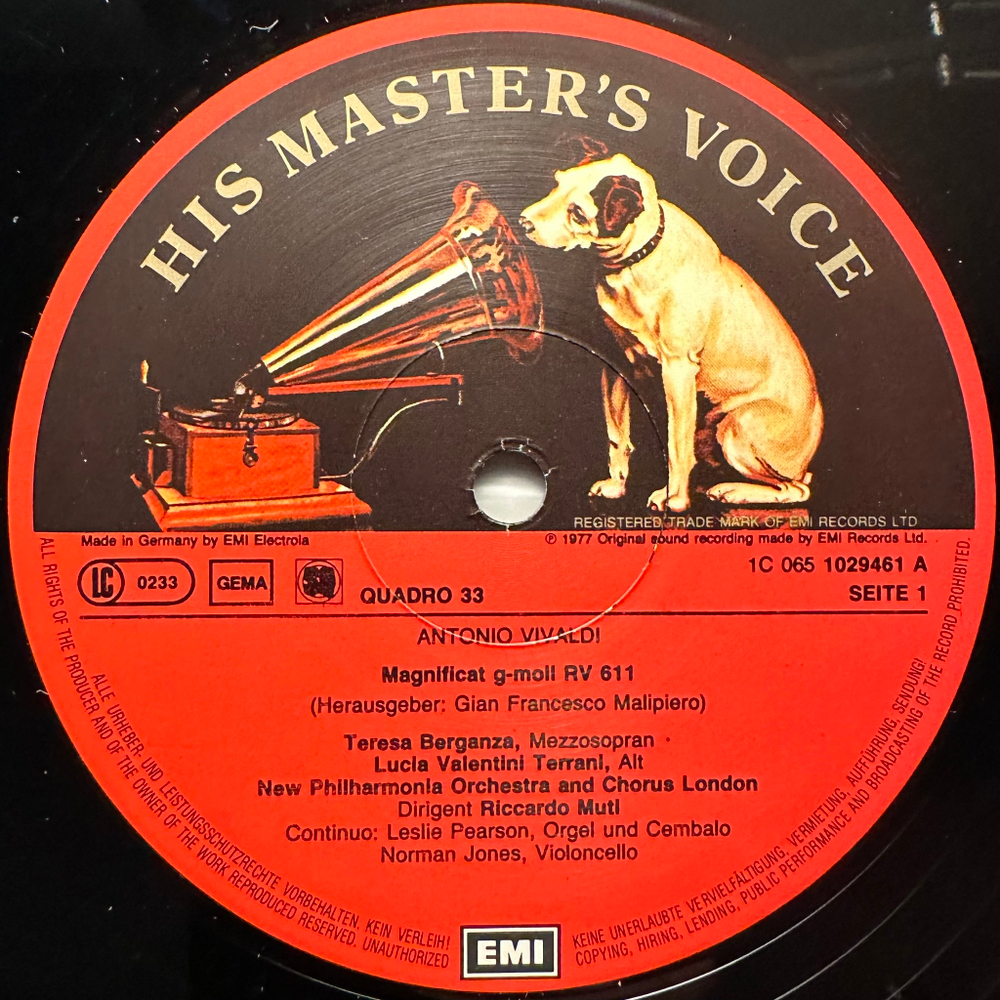 HIS MASTER'S VOICE
REGISTERED TRADE MARK OF EMI RECORDS LTD
Made in Germany by EMI Electrola
℗ 1977 Original sound recording made by EMI Records Ltd.
1C 065 1029461 A
LC 0233
GEMA
QUADRO 33
SEITE 1
ANTONIO VIVALDI
Magnificat g-moll RV 611
(Herausgeber: Gian Francesco Malipiero)
Teresa Berganza, Mezzosopran
Lucia Valentini Terrani, Alt
New Philharmonia Orchestra and Chorus London
Dirigent Riccardo Muti
Continuo: Leslie Pearson, Orgel und Cembalo
Norman Jones, Violoncello
ALLE URHEBER- UND LEISTUNGSSCHUTZRECHTE VORBEHALTEN. KEIN VERLEIH!
KEINE UNERLAUBTE VERVIELFÄLTIGUNG, VERMIETUNG, AUFFÜHRUNG, SENDUNG!
ALL RIGHTS OF THE PRODUCER AND OF THE OWNER OF THE WORK REPRODUCED RESERVED. UNAUTHORIZED
COPYING, HIRING, LENDING, PUBLIC PERFORMANCE AND BROADCASTING OF THE RECORD PROHIBITED.
EMI